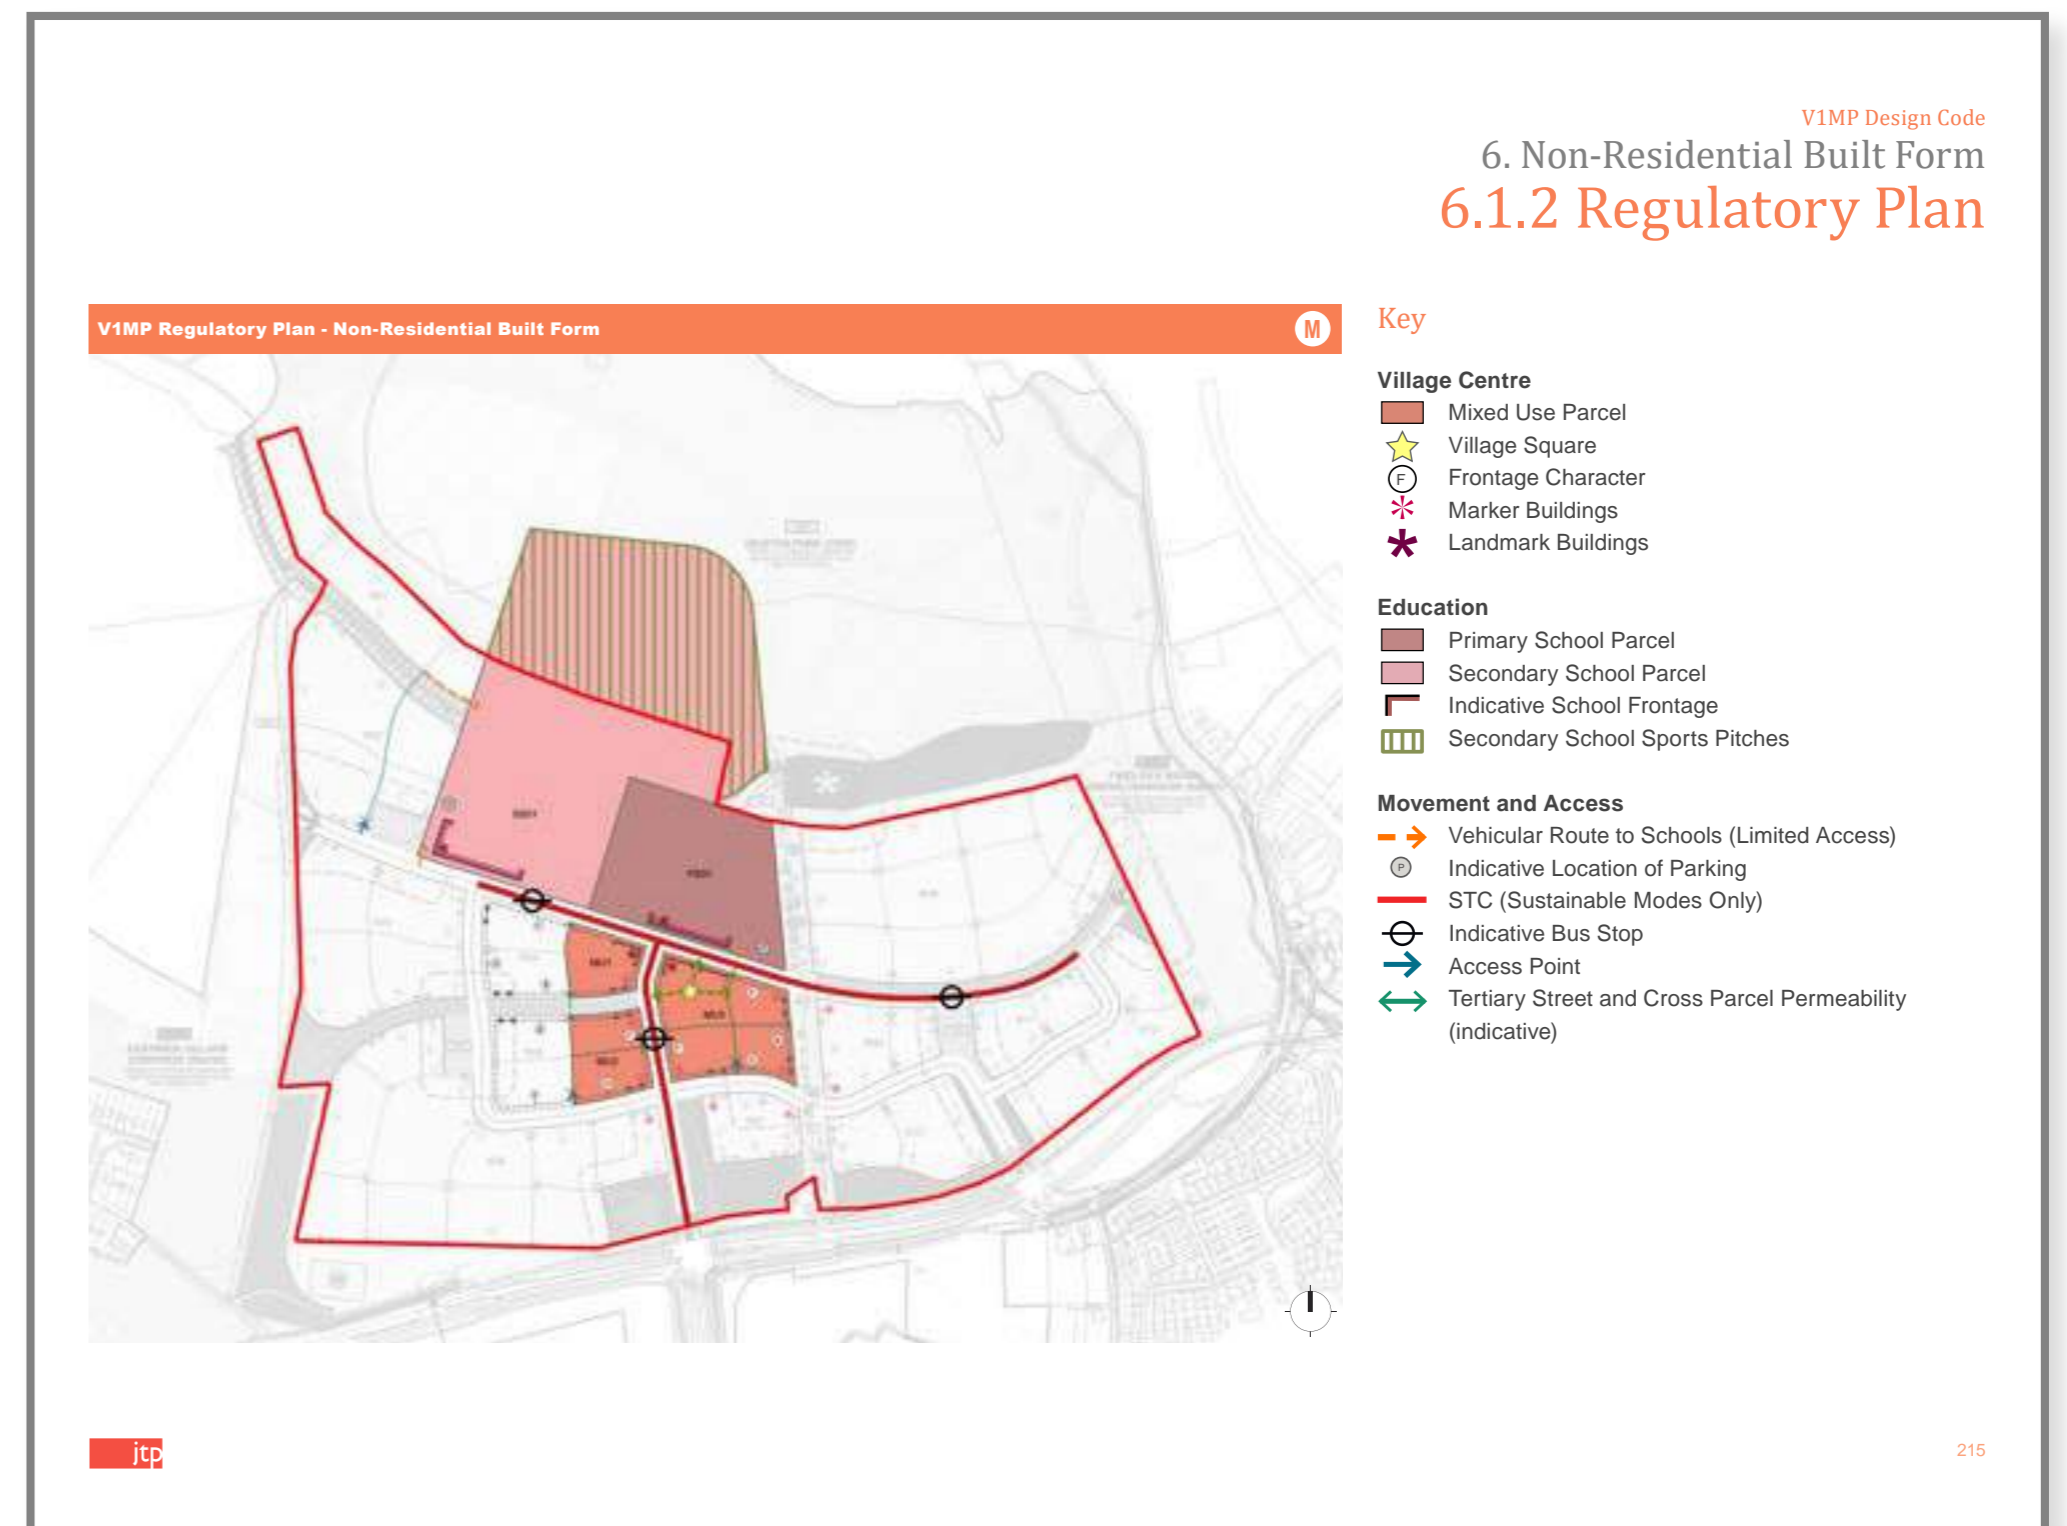 V1MP Design Code
6. Non-Residential Built Form
6.1.2 Regulatory Plan
V1MP Regulatory Plan - Non-Residential Built Form
M
Key
Village Centre
Mixed Use Parcel
Village Square
F
Frontage Character
Marker Buildings
Landmark Buildings
Education
Primary School Parcel
Secondary School Parcel
Indicative School Frontage
Secondary School Sports Pitches
Movement and Access
Vehicular Route to Schools (Limited Access)
P
Indicative Location of Parking
STC (Sustainable Modes Only)
Indicative Bus Stop
Access Point
Tertiary Street and Cross Parcel Permeability
(indicative)
jtp
215